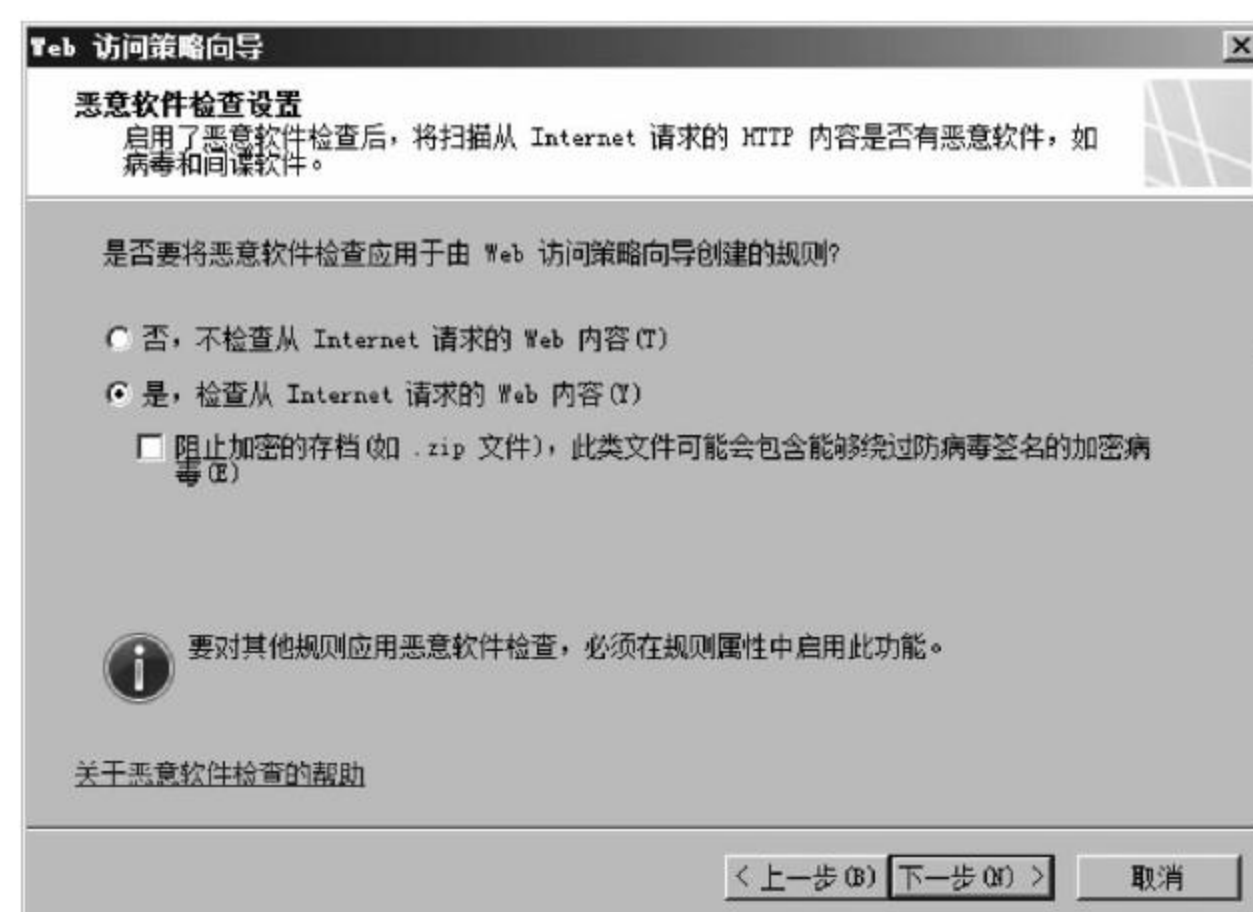 Web 访问策略向导
恶意软件检查设置
启用了恶意软件检查后，将扫描从 Internet 请求的 HTTP 内容是否有恶意软件，如
病毒和间谍软件。
是否要将恶意软件检查应用于由 Web 访问策略向导创建的规则?
否，不检查从 Internet 请求的 Web 内容(T)
是，检查从 Internet 请求的 Web 内容(Y)
阻止加密的存档(如 .zip 文件)，此类文件可能会包含能够绕过防病毒签名的加密病
毒(E)
要对其他规则应用恶意软件检查，必须在规则属性中启用此功能。
关于恶意软件检查的帮助
< 上一步(B) 下一步(N) > 取消